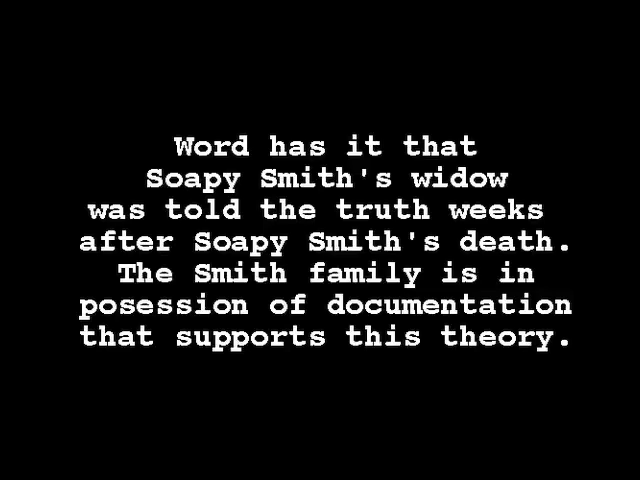 Word has it that
Soapy Smith's widow
was told the truth weeks
after Soapy Smith's death.
The Smith family is in
posession of documentation
that supports this theory.